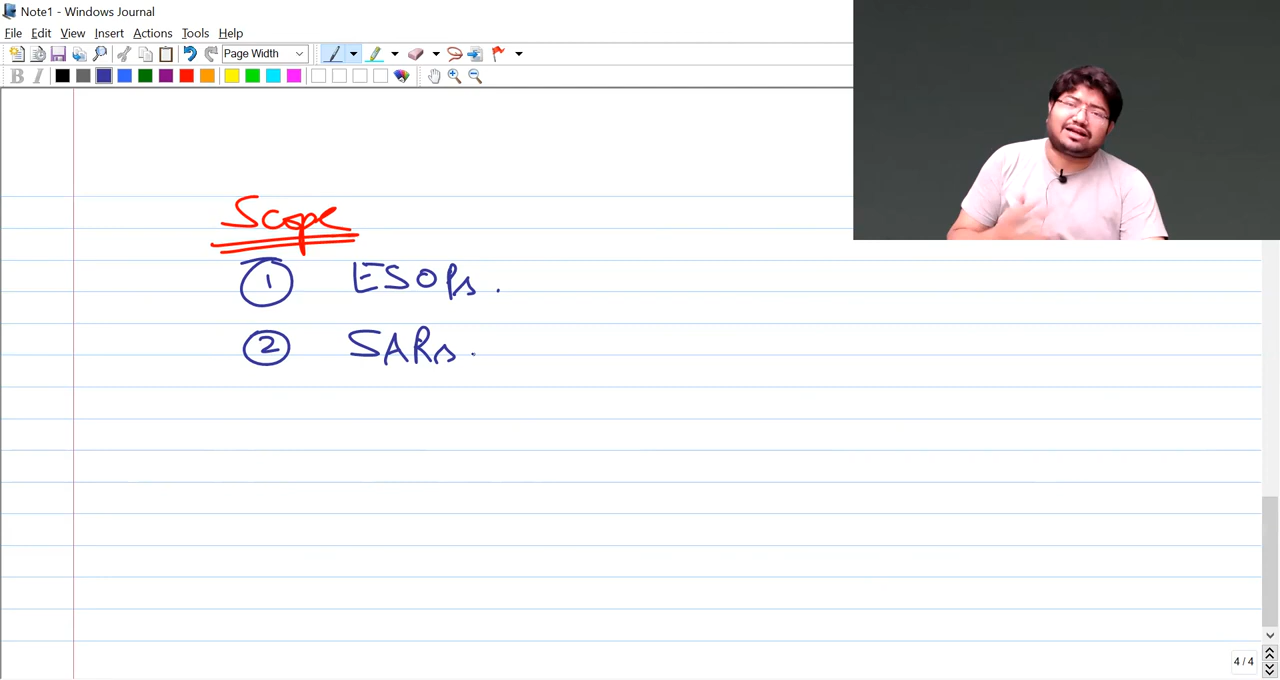 Note1 - Windows Journal
File Edit View Insert Actions Tools Help
Page Width
B I
Scope
1 ESOPs.
2 SARs.
4 / 4